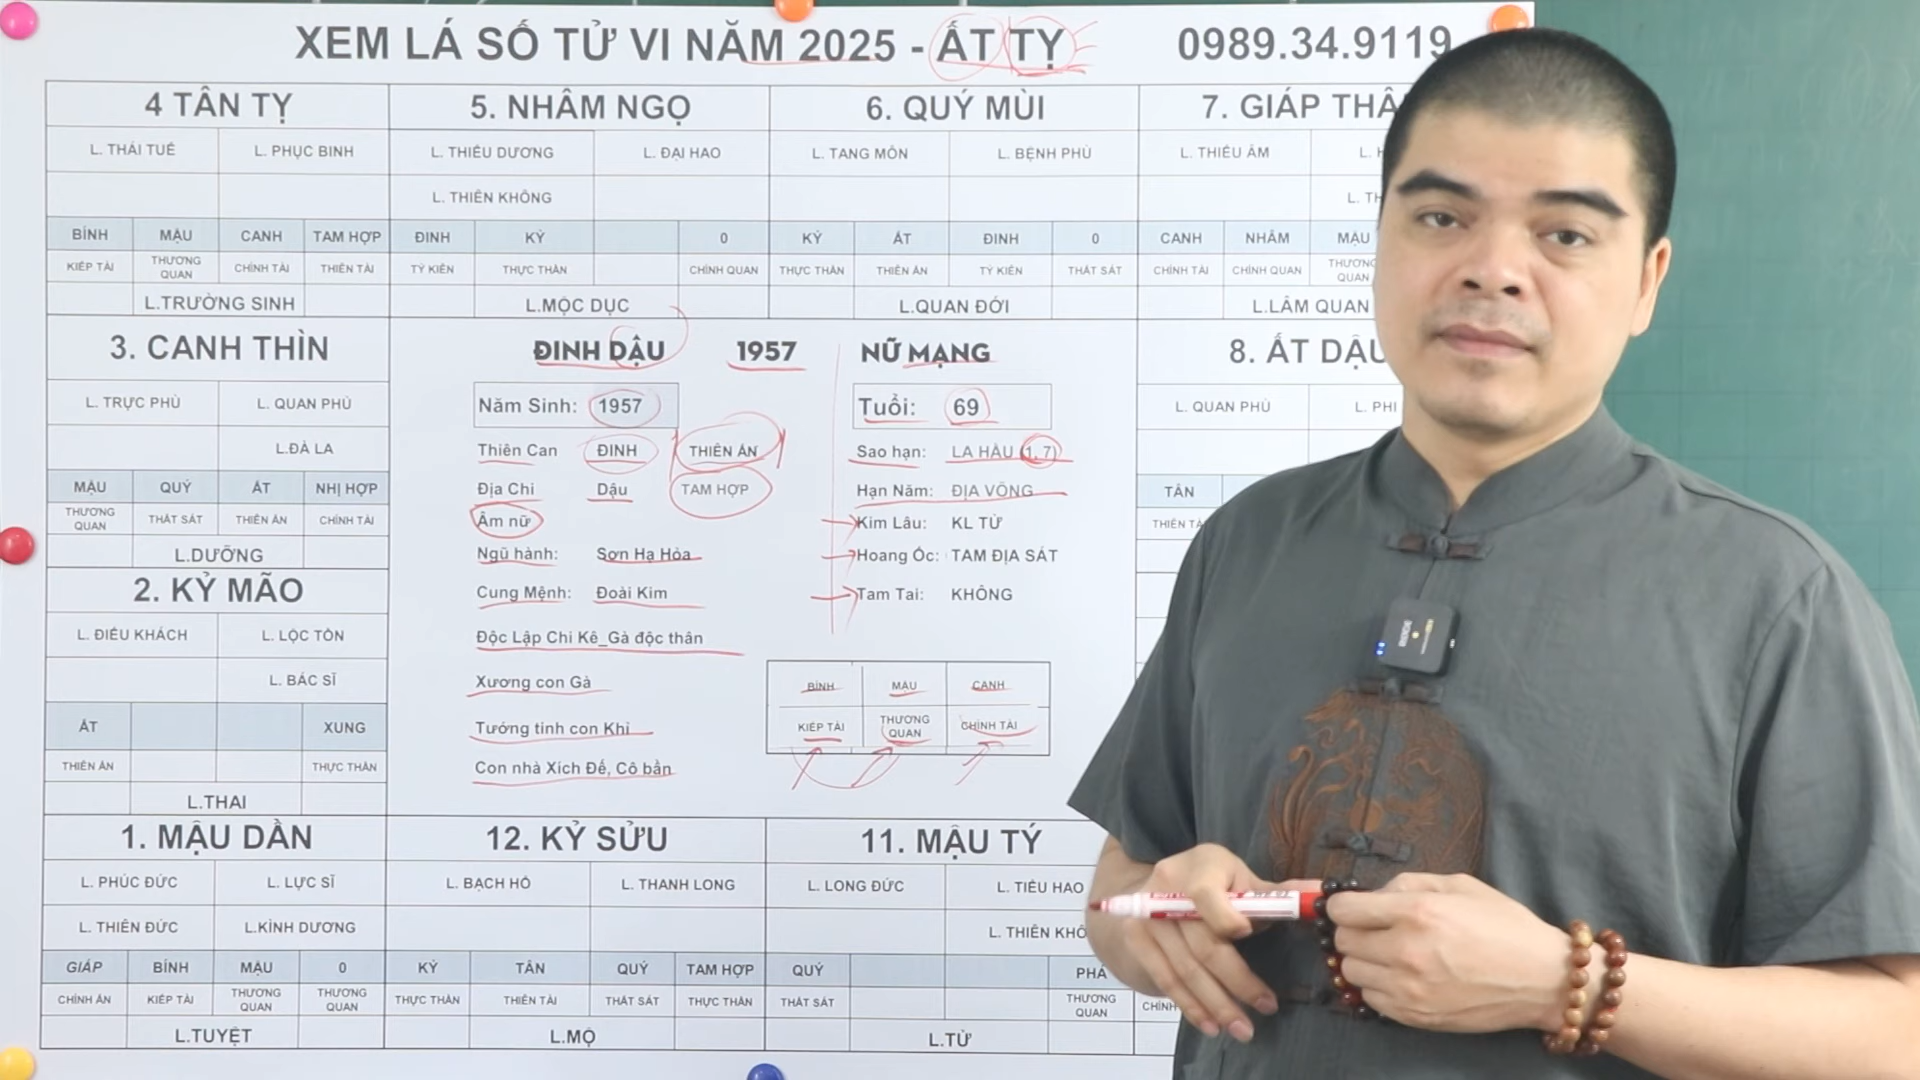 XEM LÁ SỐ TỬ VI NĂM 2025 - ẤT TỴ 0989.34.9119
4 TÂN TỴ 5. NHÂM NGỌ 6. QUÝ MÙI 7. GIÁP THÂ
L. THÁI TUẾ L. PHỤC BINH L. THIẾU DƯƠNG L. ĐẠI HAO L. TANG MÔN L. BỆNH PHÙ L. THIẾU ÂM
L. THIÊN KHÔNG L. TH
BÍNH MẬU CANH TAM HỢP ĐINH KỶ 0 KỶ ẤT ĐINH 0 CANH NHÂM MẬU
KIẾP TÀI THƯƠNG QUAN CHÍNH TÀI THIÊN TÀI TỶ KIÊN THỰC THẦN CHÍNH QUAN THỰC THẦN THIÊN ẤN TỶ KIÊN THẤT SÁT CHÍNH TÀI CHÍNH QUAN THƯƠNG QUAN
L.TRƯỜNG SINH L.MỘC DỤC L.QUAN ĐỚI L.LÂM QUAN
3. CANH THÌN
L. TRỰC PHÙ L. QUAN PHỦ
L.ĐÀ LA
MẬU QUÝ ẤT NHỊ HỢP
THƯƠNG QUAN THẤT SÁT THIÊN ẤN CHÍNH TÀI
L.DƯỠNG
2. KỶ MÃO
L. ĐIẾU KHÁCH L. LỘC TỒN
L. BÁC SĨ
ẤT XUNG
THIÊN ẤN THỰC THẦN
L.THAI
ĐINH DẬU 1957 NỮ MẠNG
Năm Sinh: 1957 Tuổi: 69
Thiên Can ĐINH THIÊN ẤN Sao hạn: LA HẦU (1, 7)
Địa Chi Dậu TAM HỢP Hạn Năm: ĐỊA VÕNG
Âm nữ Kim Lâu: KL TỬ
Ngũ hành: Sơn Hạ Hỏa Hoang Ốc: TAM ĐỊA SÁT
Cung Mệnh: Đoài Kim Tam Tai: KHÔNG
Độc Lập Chi Kê_Gà độc thân
Xương con Gà
Tướng tinh con Khỉ
Con nhà Xích Đế, Cô bần
BÍNH MẬU CANH
KIẾP TÀI THƯƠNG QUAN CHÍNH TÀI
8. ẤT DẬU
L. QUAN PHÙ L. PHI
TÂN
THIÊN TÀ
1. MẬU DẦN 12. KỶ SỬU 11. MẬU TÝ
L. PHÚC ĐỨC L. LỰC SĨ L. BẠCH HỔ L. THANH LONG L. LONG ĐỨC L. TIỂU HAO
L. THIÊN ĐỨC L.KÌNH DƯƠNG L. THIÊN KHÔ
GIÁP BÍNH MẬU 0 KỶ TÂN QUÝ TAM HỢP QUÝ PHÁ
CHÍNH ẤN KIẾP TÀI THƯƠNG QUAN THƯƠNG QUAN THỰC THẦN THIÊN TÀI THẤT SÁT THỰC THẦN THẤT SÁT THƯƠNG QUAN CHÍNH
L.TUYỆT L.MỘ L.TỬ